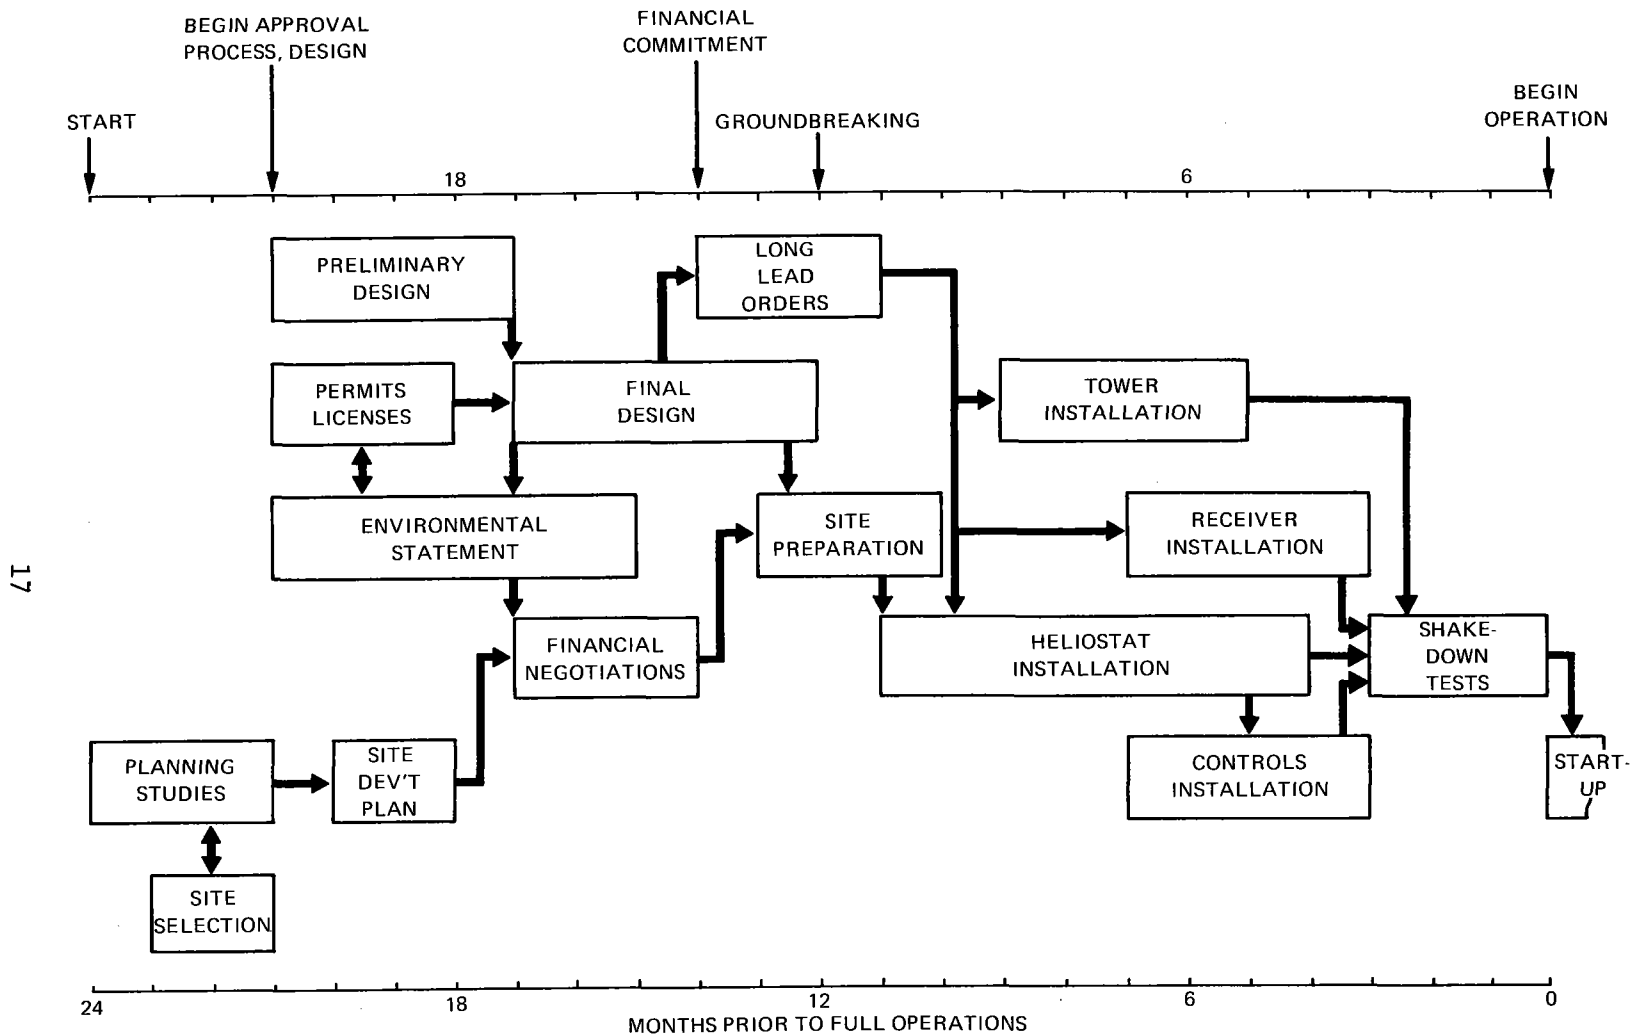 BEGIN APPROVAL
PROCESS, DESIGN
FINANCIAL
COMMITMENT
START
GROUNDBREAKING
BEGIN
OPERATION
18
6
PRELIMINARY
DESIGN
LONG
LEAD
ORDERS
PERMITS
LICENSES
FINAL
DESIGN
TOWER
INSTALLATION
ENVIRONMENTAL
STATEMENT
SITE
PREPARATION
RECEIVER
INSTALLATION
17
FINANCIAL
NEGOTIATIONS
HELIOSTAT
INSTALLATION
SHAKE-
DOWN
TESTS
PLANNING
STUDIES
SITE
DEV'T
PLAN
CONTROLS
INSTALLATION
START-
UP
SITE
SELECTION
24
18
12
6
0
MONTHS PRIOR TO FULL OPERATIONS